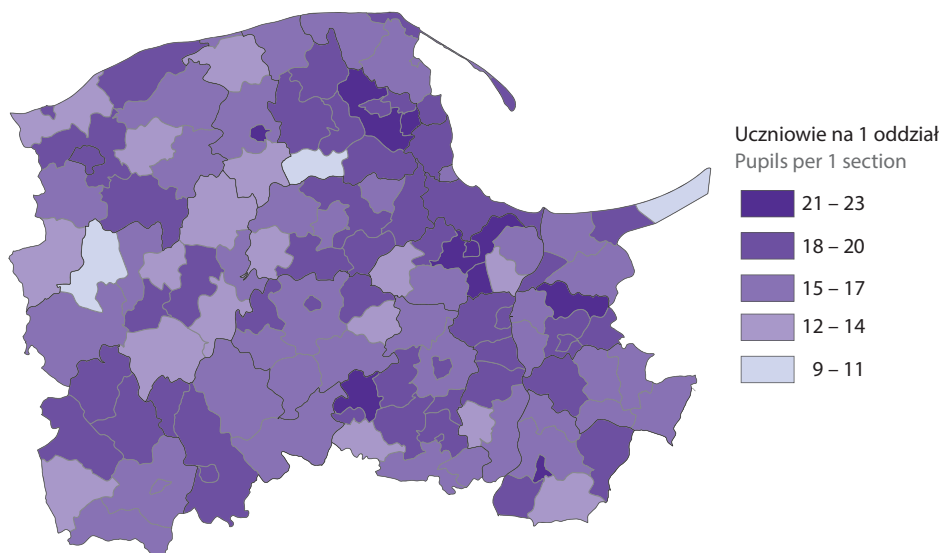 Uczniowie na 1 oddział
Pupils per 1 section
21 – 23
18 – 20
15 – 17
12 – 14
9 – 11